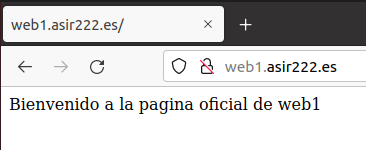 web1.asir222.es/
web1.asir222.es
Bienvenido a la pagina oficial de web1